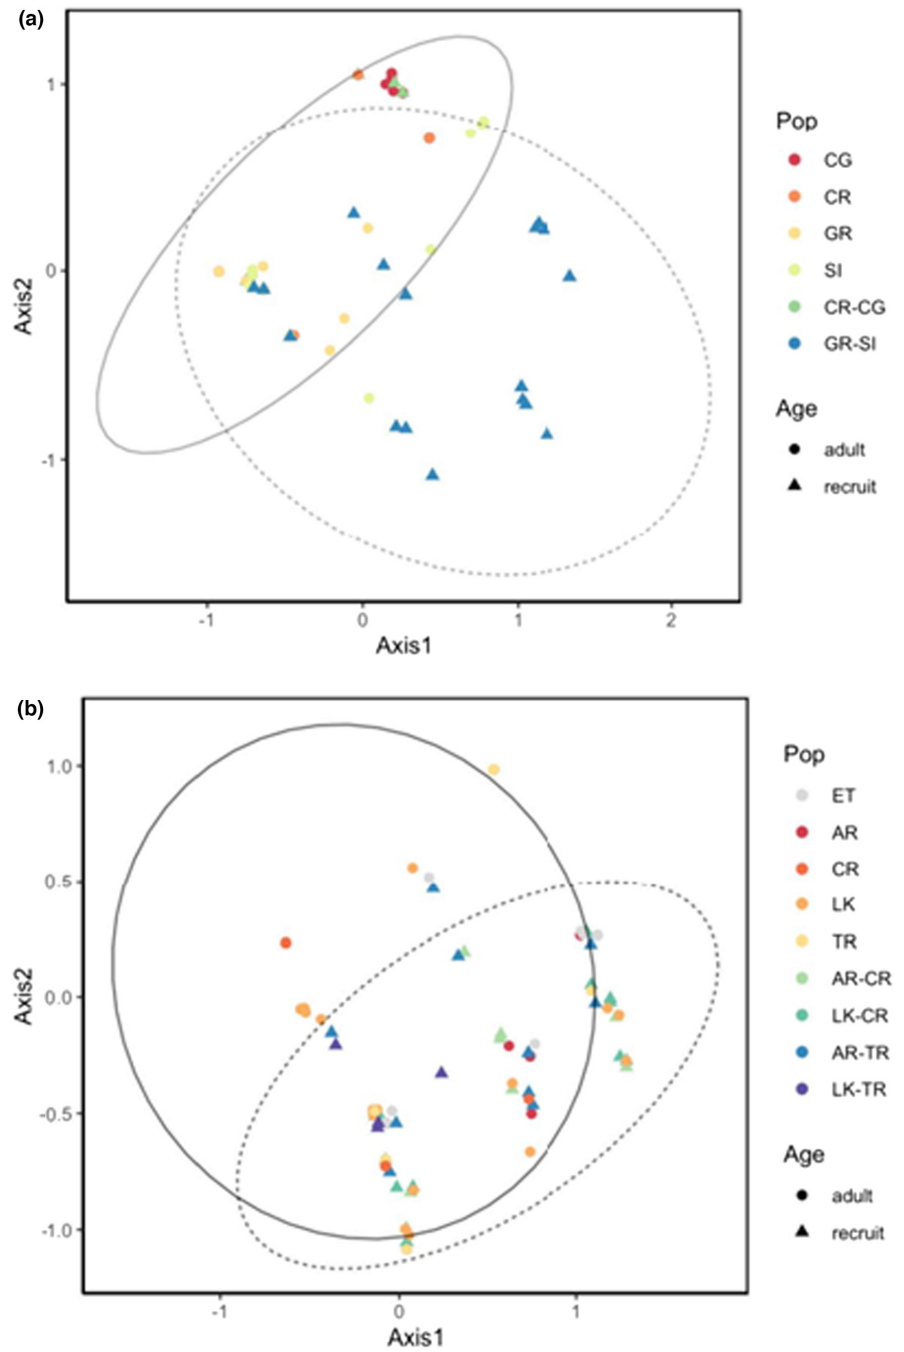 (a)
1
0
-1
Axis2
-1 0 1 2
Axis1
Pop
CG
CR
GR
SI
CR-CG
GR-SI
Age
adult
recruit
(b)
1.0
0.5
0.0
-0.5
-1.0
Axis2
-1 0 1
Axis1
Pop
ET
AR
CR
LK
TR
AR-CR
LK-CR
AR-TR
LK-TR
Age
adult
recruit